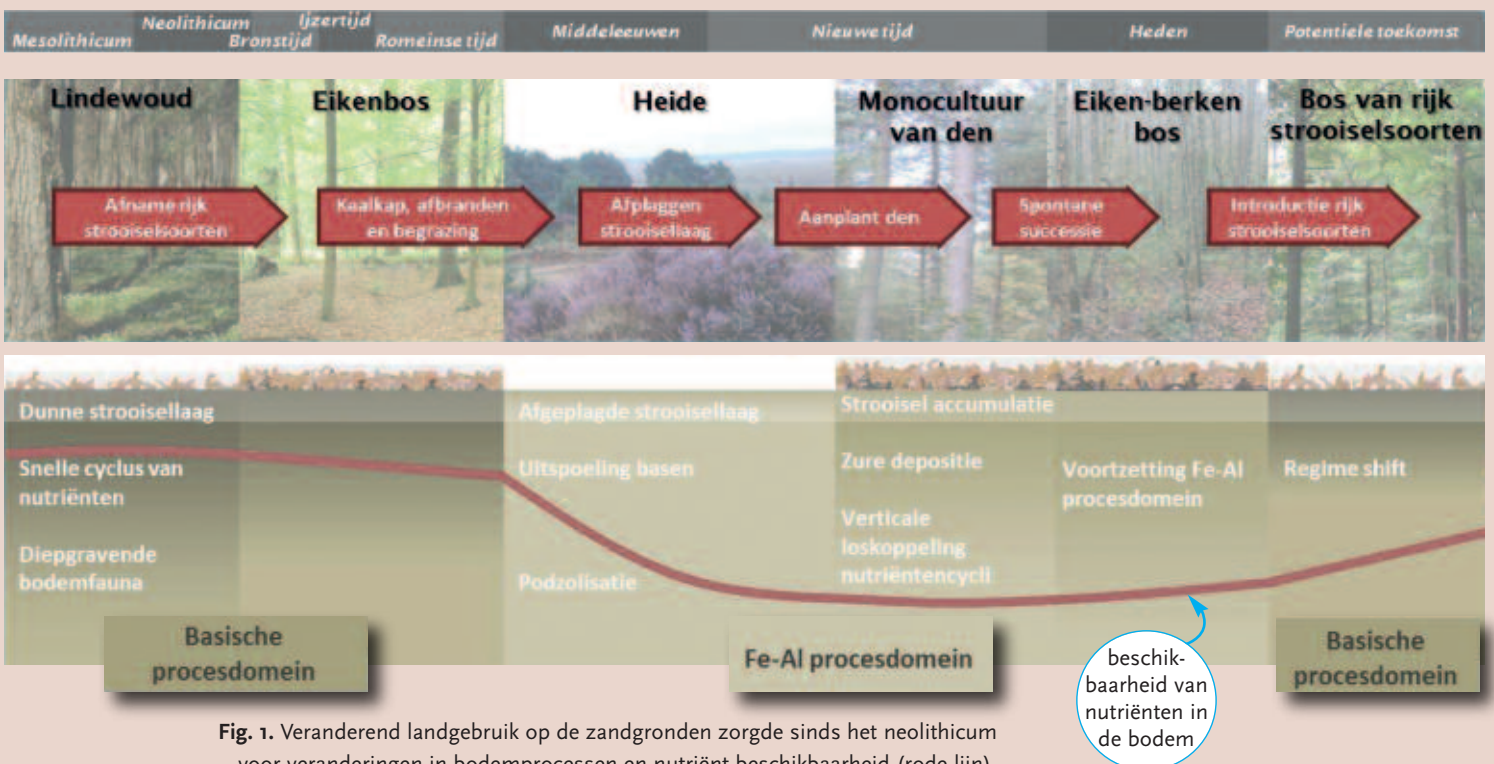 Mesolithicum
Neolithicum
Bronstijd
Ijzertijd
Romeinse tijd
Middeleeuwen
Nieuwe tijd
Heden
Potentiele toekomst
Lindewoud
Eikenbos
Heide
Monocultuur
van den
Eiken-berken
bos
Bos van rijk
strooiselsoorten
Afname rijk
strooiselsoorten
Kaalkap, afbranden
en begrazing
Afplaggen
strooisellaag
Aanplant den
Spontane
successie
Introductie rijk
strooiselsoorten
Dunne strooisellaag
Snelle cyclus van
nutriënten
Diepgravende
bodemfauna
Afgeplagde strooisellaag
Uitspoeling basen
Podzolisatie
Strooisel accumulatie
Zure depositie
Verticale
loskoppeling
nutriëntencycli
Voortzetting Fe-Al
procesdomein
Regime shift
Basische
procesdomein
Fe-Al procesdomein
beschik-
baarheid van
nutriënten in
de bodem
Basische
procesdomein
Fig. 1. Veranderend landgebruik op de zandgronden zorgde sinds het neolithicum
voor veranderingen in bodemprocessen en nutriënt beschikbaarheid (rode lijn).